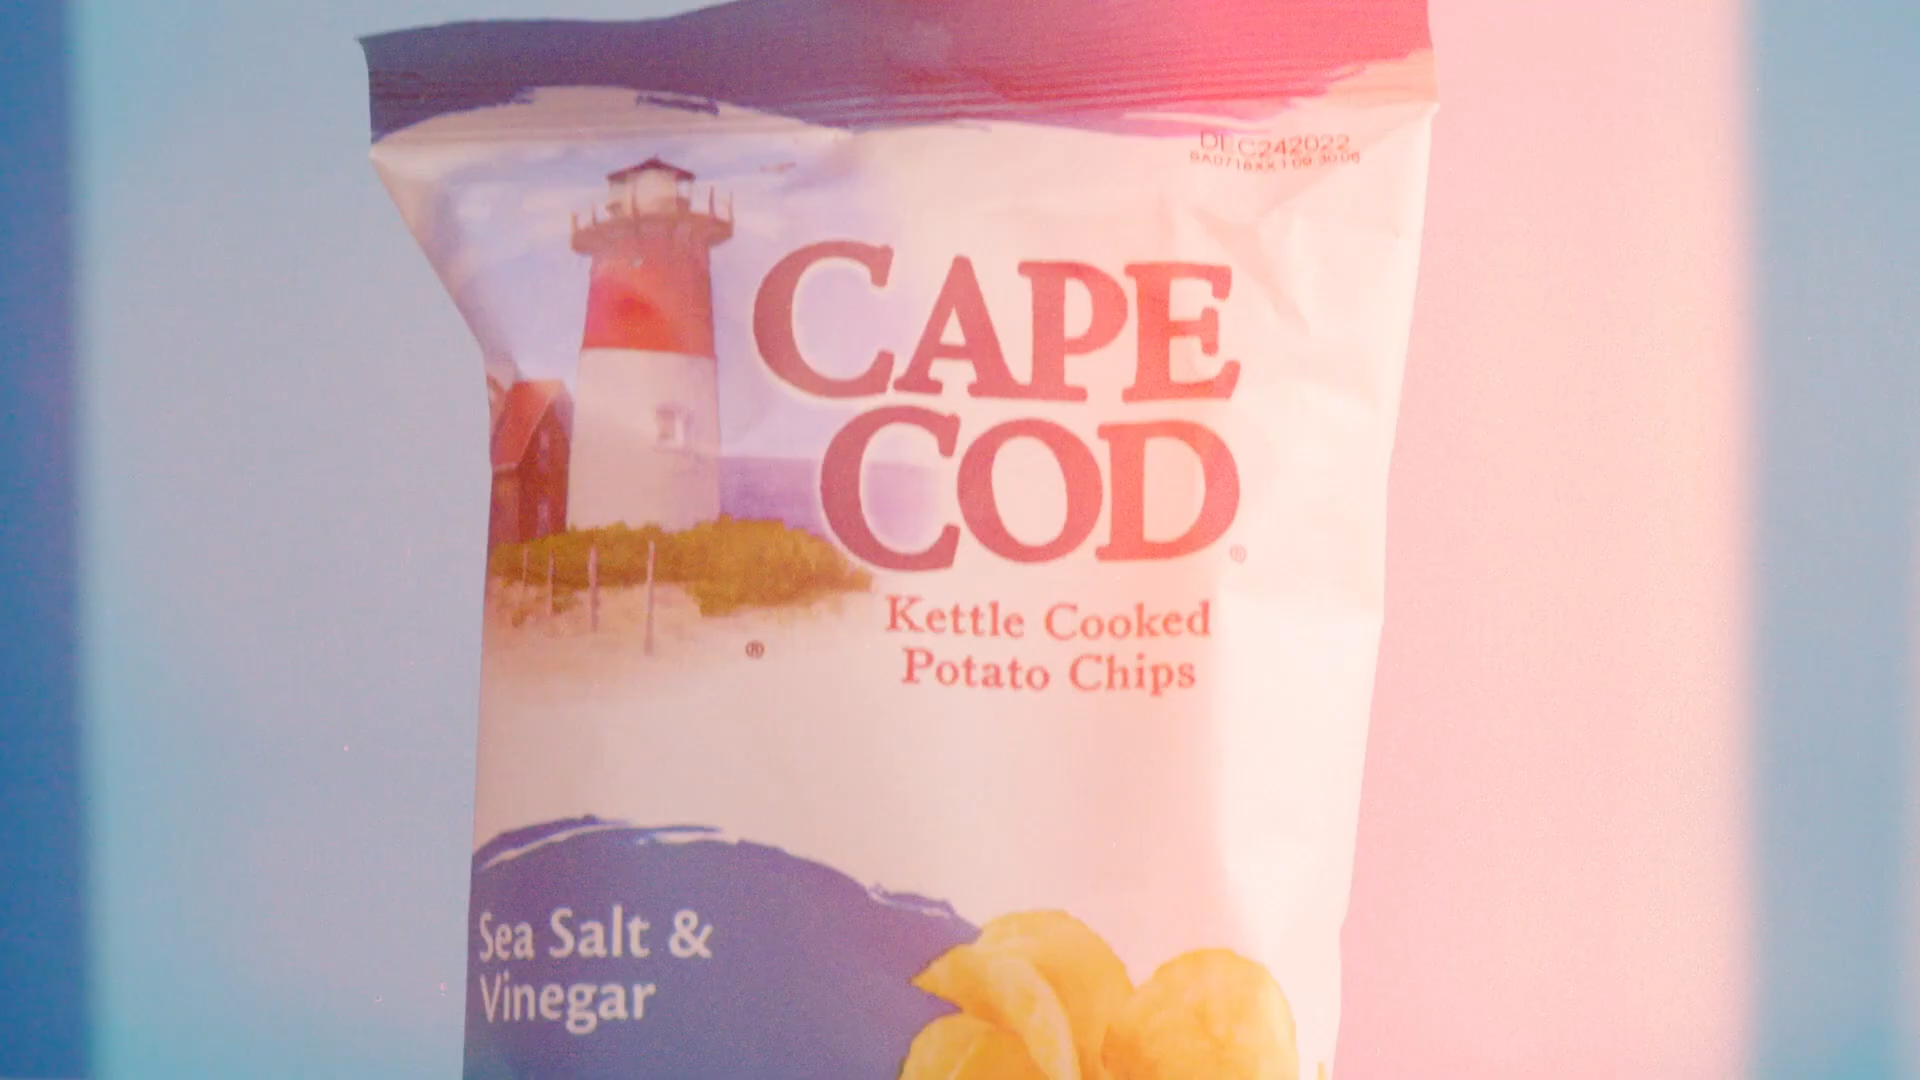 DEC242022
CAPE
COD®
Kettle Cooked
Potato Chips
®
Sea Salt &
Vinegar